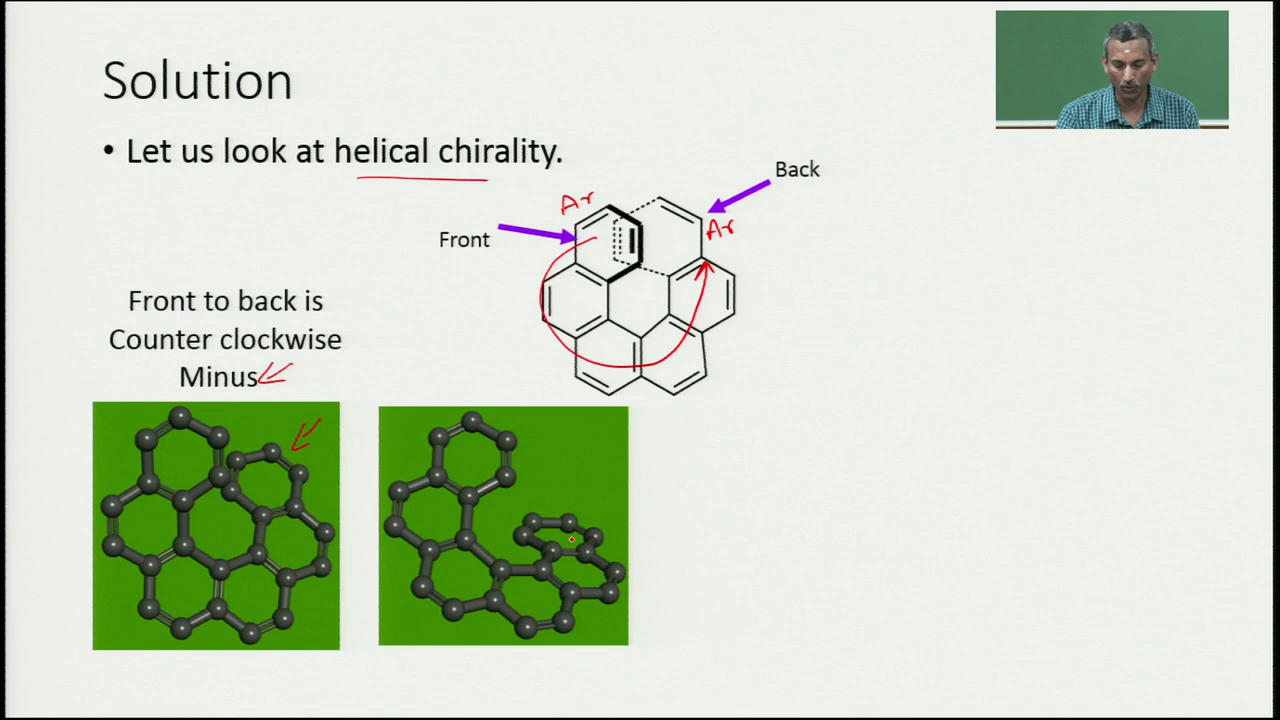 Solution
• Let us look at helical chirality.
Back
Ar
Ar
Front
Front to back is
Counter clockwise
Minus